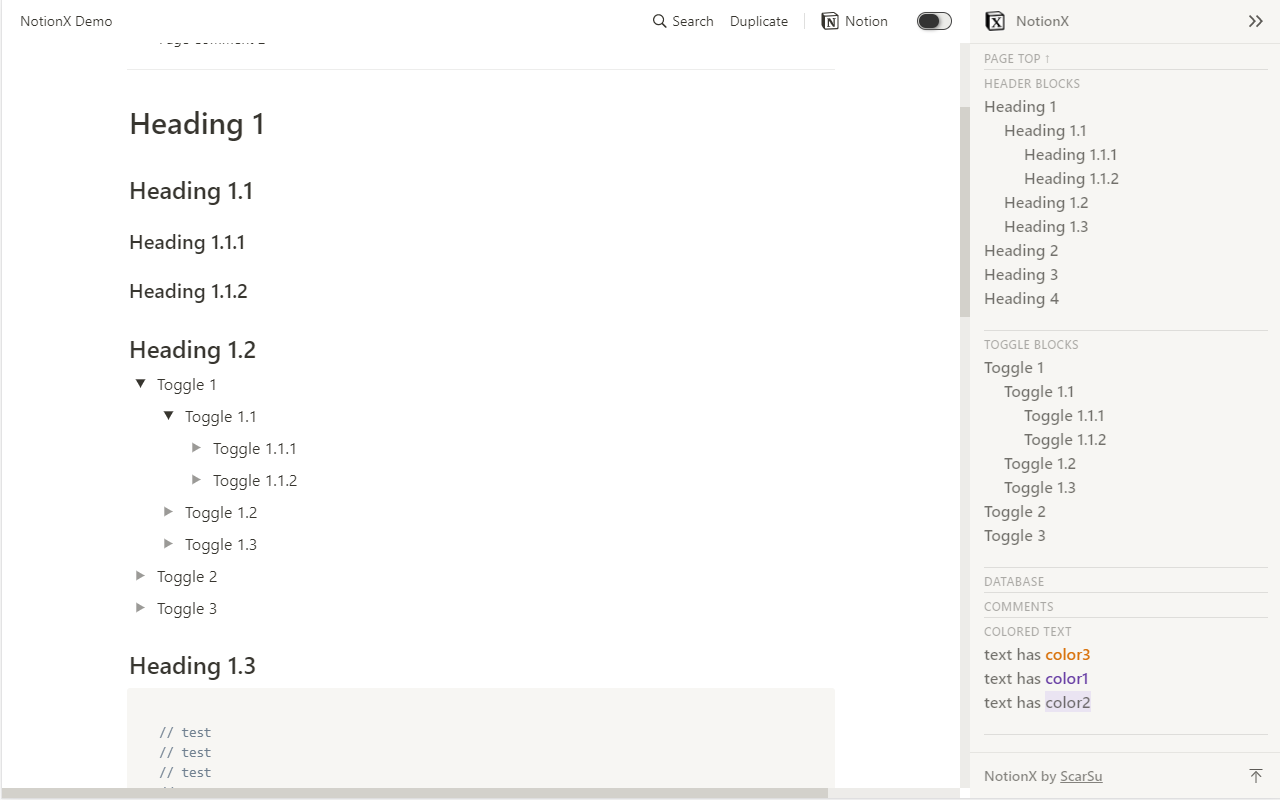 NotionX Demo
Search
Duplicate
Notion
Heading 1
Heading 1.1
Heading 1.1.1
Heading 1.1.2
Heading 1.2
Toggle 1
Toggle 1.1
Toggle 1.1.1
Toggle 1.1.2
Toggle 1.2
Toggle 1.3
Toggle 2
Toggle 3
Heading 1.3
// test
// test
// test
NotionX
PAGE TOP ↑
HEADER BLOCKS
Heading 1
Heading 1.1
Heading 1.1.1
Heading 1.1.2
Heading 1.2
Heading 1.3
Heading 2
Heading 3
Heading 4
TOGGLE BLOCKS
Toggle 1
Toggle 1.1
Toggle 1.1.1
Toggle 1.1.2
Toggle 1.2
Toggle 1.3
Toggle 2
Toggle 3
DATABASE
COMMENTS
COLORED TEXT
text has color3
text has color1
text has color2
NotionX by ScarSu